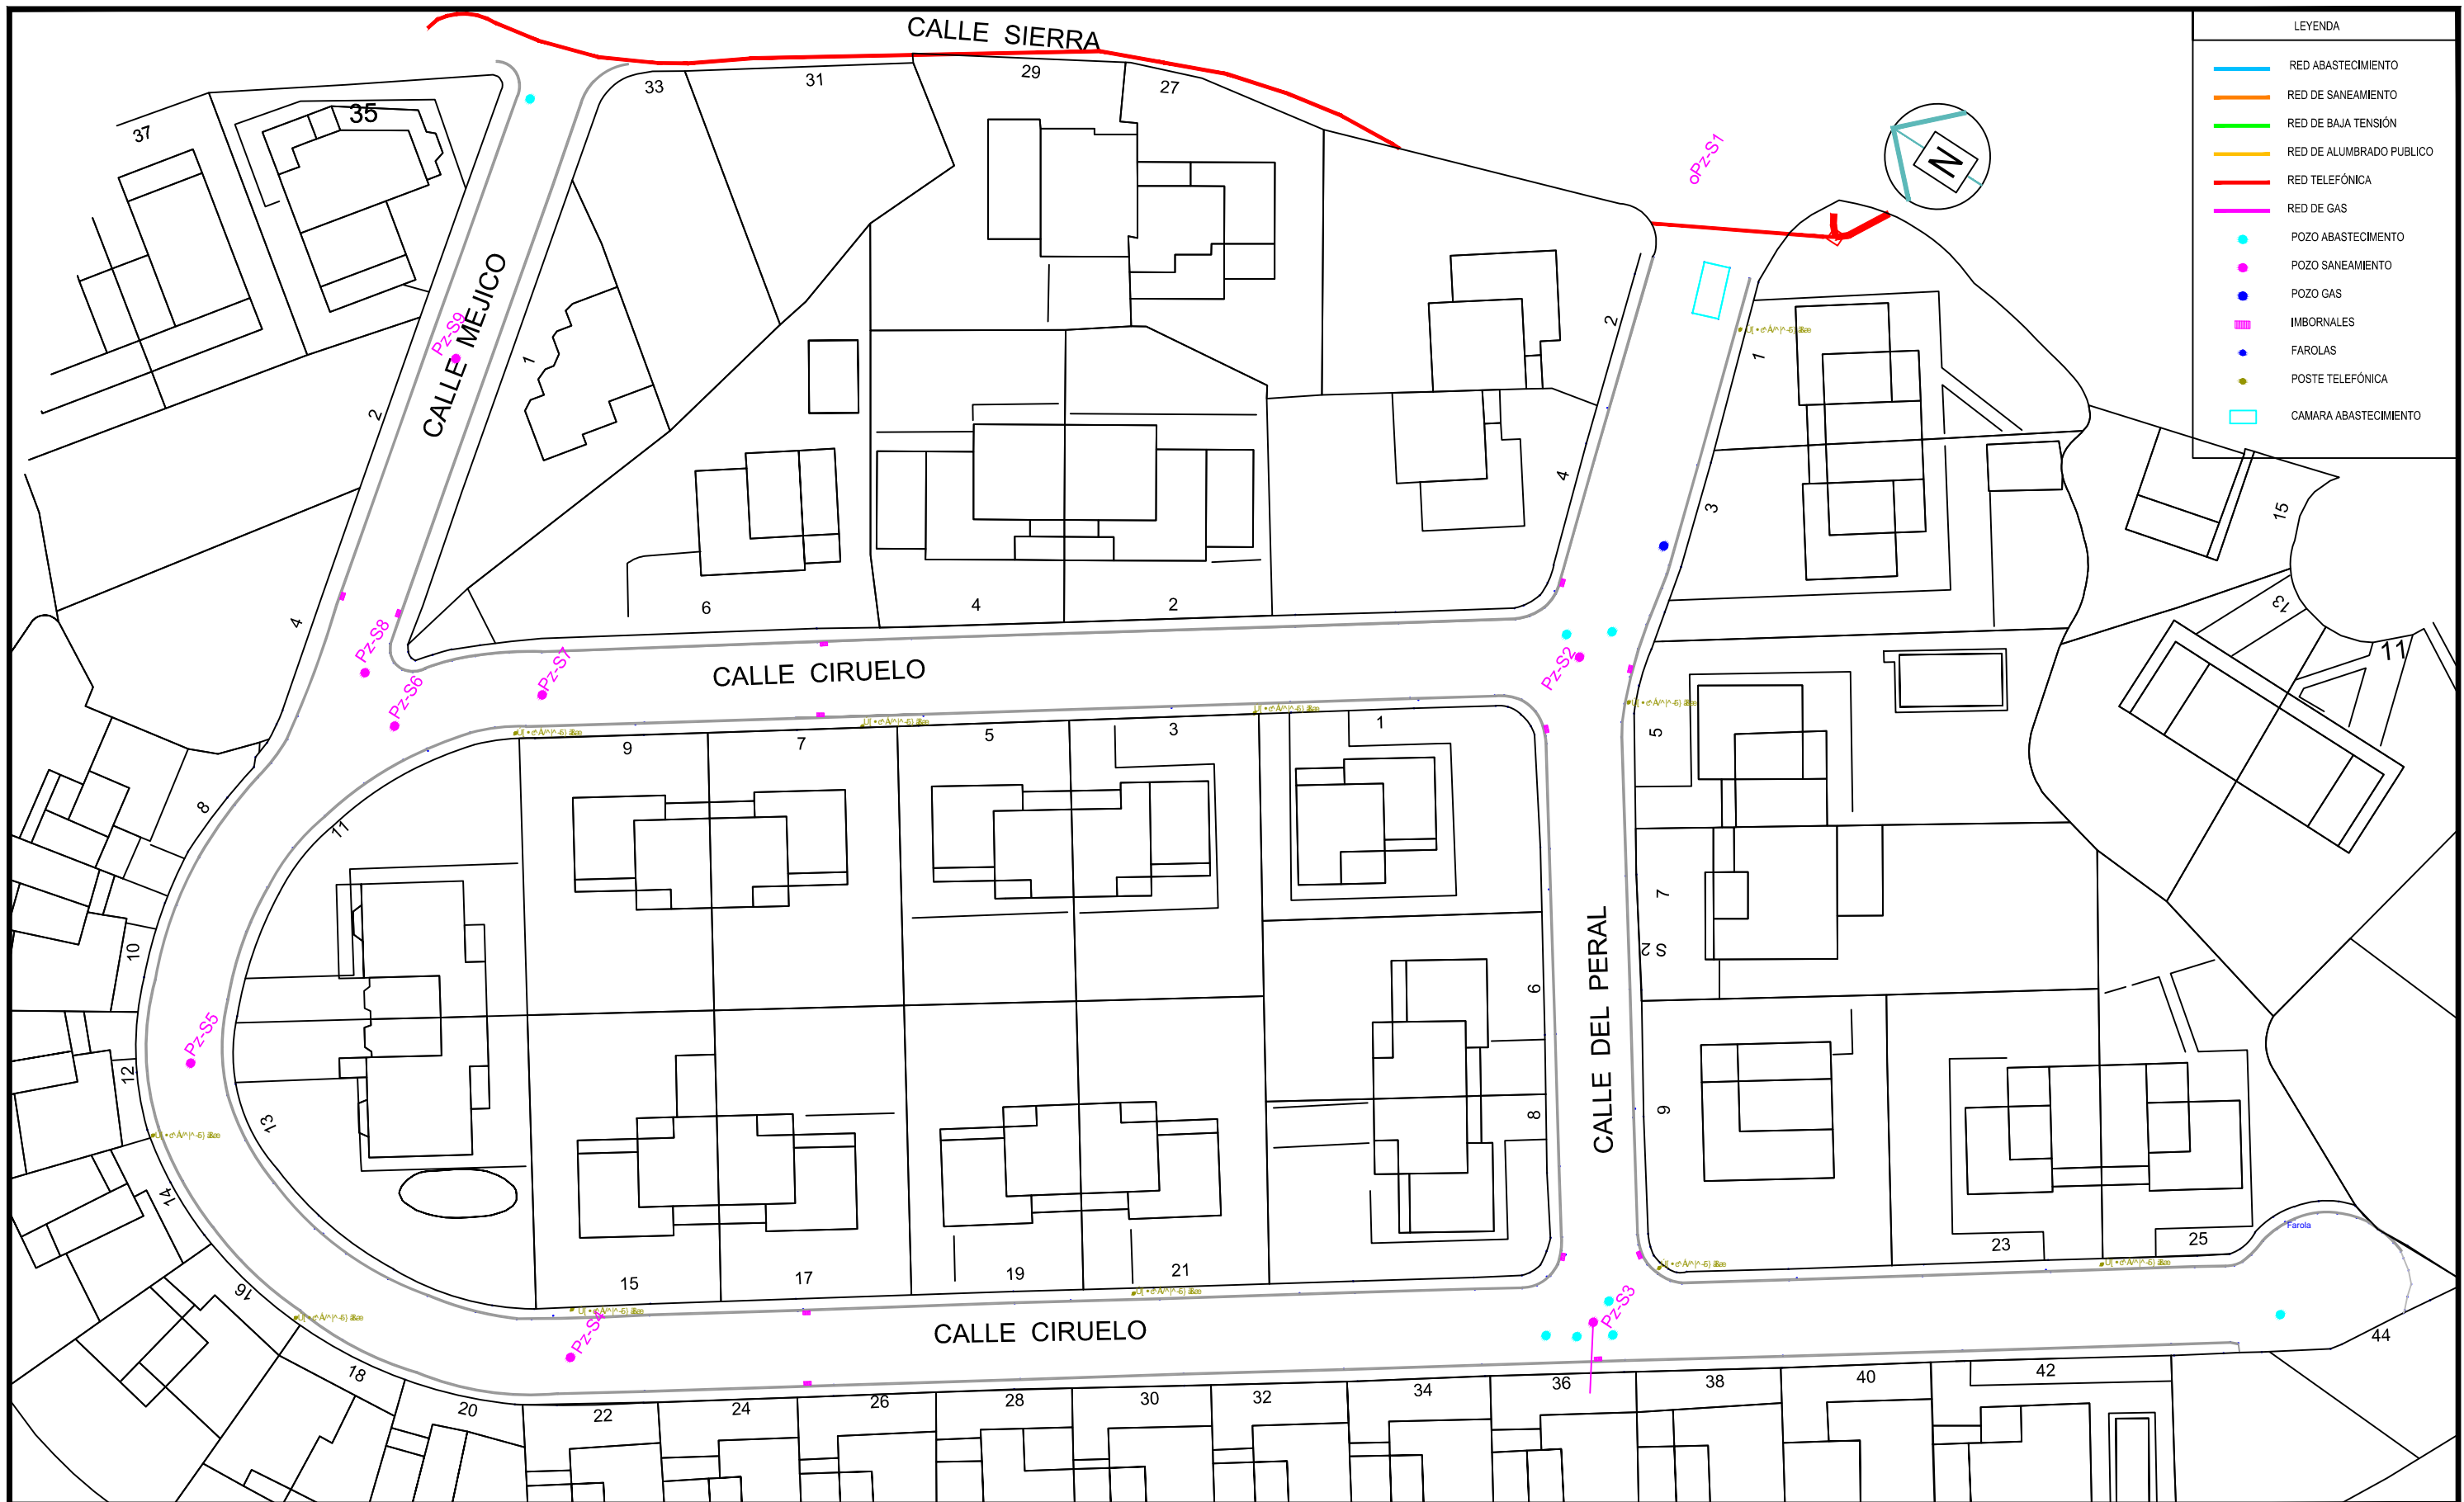 CALLE SIERRA
LEYENDA
RED ABASTECIMIENTO
RED DE SANEAMIENTO
RED DE BAJA TENSIÓN
RED DE ALUMBRADO PUBLICO
RED TELEFÓNICA
RED DE GAS
POZO ABASTECIMENTO
POZO SANEAMIENTO
POZO GAS
IMBORNALES
FAROLAS
POSTE TELEFÓNICA
CAMARA ABASTECIMIENTO
N
37
35
33
31
29
27
Pz-S1
Pz-S9
CALLE MEJICO
1
2
4
2
4
1
3
15
13
11
6
4
2
Pz-S8
Pz-S6
Pz-S7
CALLE CIRUELO
Pz-S2
9
7
5
3
1
5
7
S 2
9
8
11
10
12
13
14
16
18
20
Pz-S5
6
8
CALLE DEL PERAL
15
17
19
21
23
25
Farola
Pz-S4
CALLE CIRUELO
Pz-S3
44
22
24
26
28
30
32
34
36
38
40
42